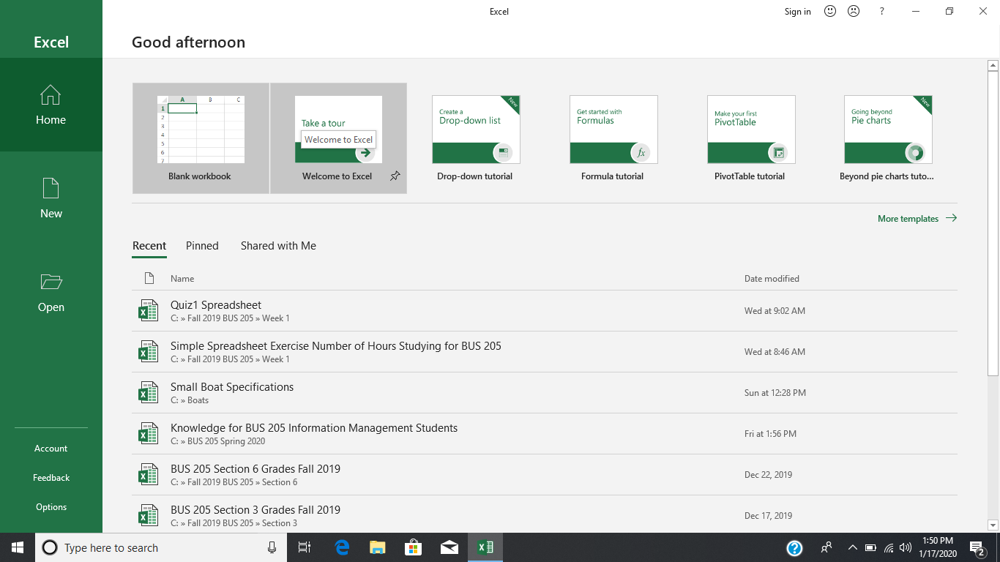 Excel
Sign in
?
Excel
Good afternoon
Home
New
Open
Account
Feedback
Options
A B C
1
2
3
4
5
6
7
Blank workbook
Take a tour
Welcome to Excel
Welcome to Excel
New
Create a
Drop-down list
Drop-down tutorial
Get started with
Formulas
fx
Formula tutorial
Make your first
PivotTable
PivotTable tutorial
New
Going beyond
Pie charts
Beyond pie charts tuto...
More templates
Recent Pinned Shared with Me
Name Date modified
Quiz1 Spreadsheet
C: » Fall 2019 BUS 205 » Week 1
Wed at 9:02 AM
Simple Spreadsheet Exercise Number of Hours Studying for BUS 205
C: » Fall 2019 BUS 205 » Week 1
Wed at 8:46 AM
Small Boat Specifications
C: » Boats
Sun at 12:28 PM
Knowledge for BUS 205 Information Management Students
C: » BUS 205 Spring 2020
Fri at 1:56 PM
BUS 205 Section 6 Grades Fall 2019
C: » Fall 2019 BUS 205 » Section 6
Dec 22, 2019
BUS 205 Section 3 Grades Fall 2019
C: » Fall 2019 BUS 205 » Section 3
Dec 17, 2019
Type here to search
?
1:50 PM
1/17/2020
2